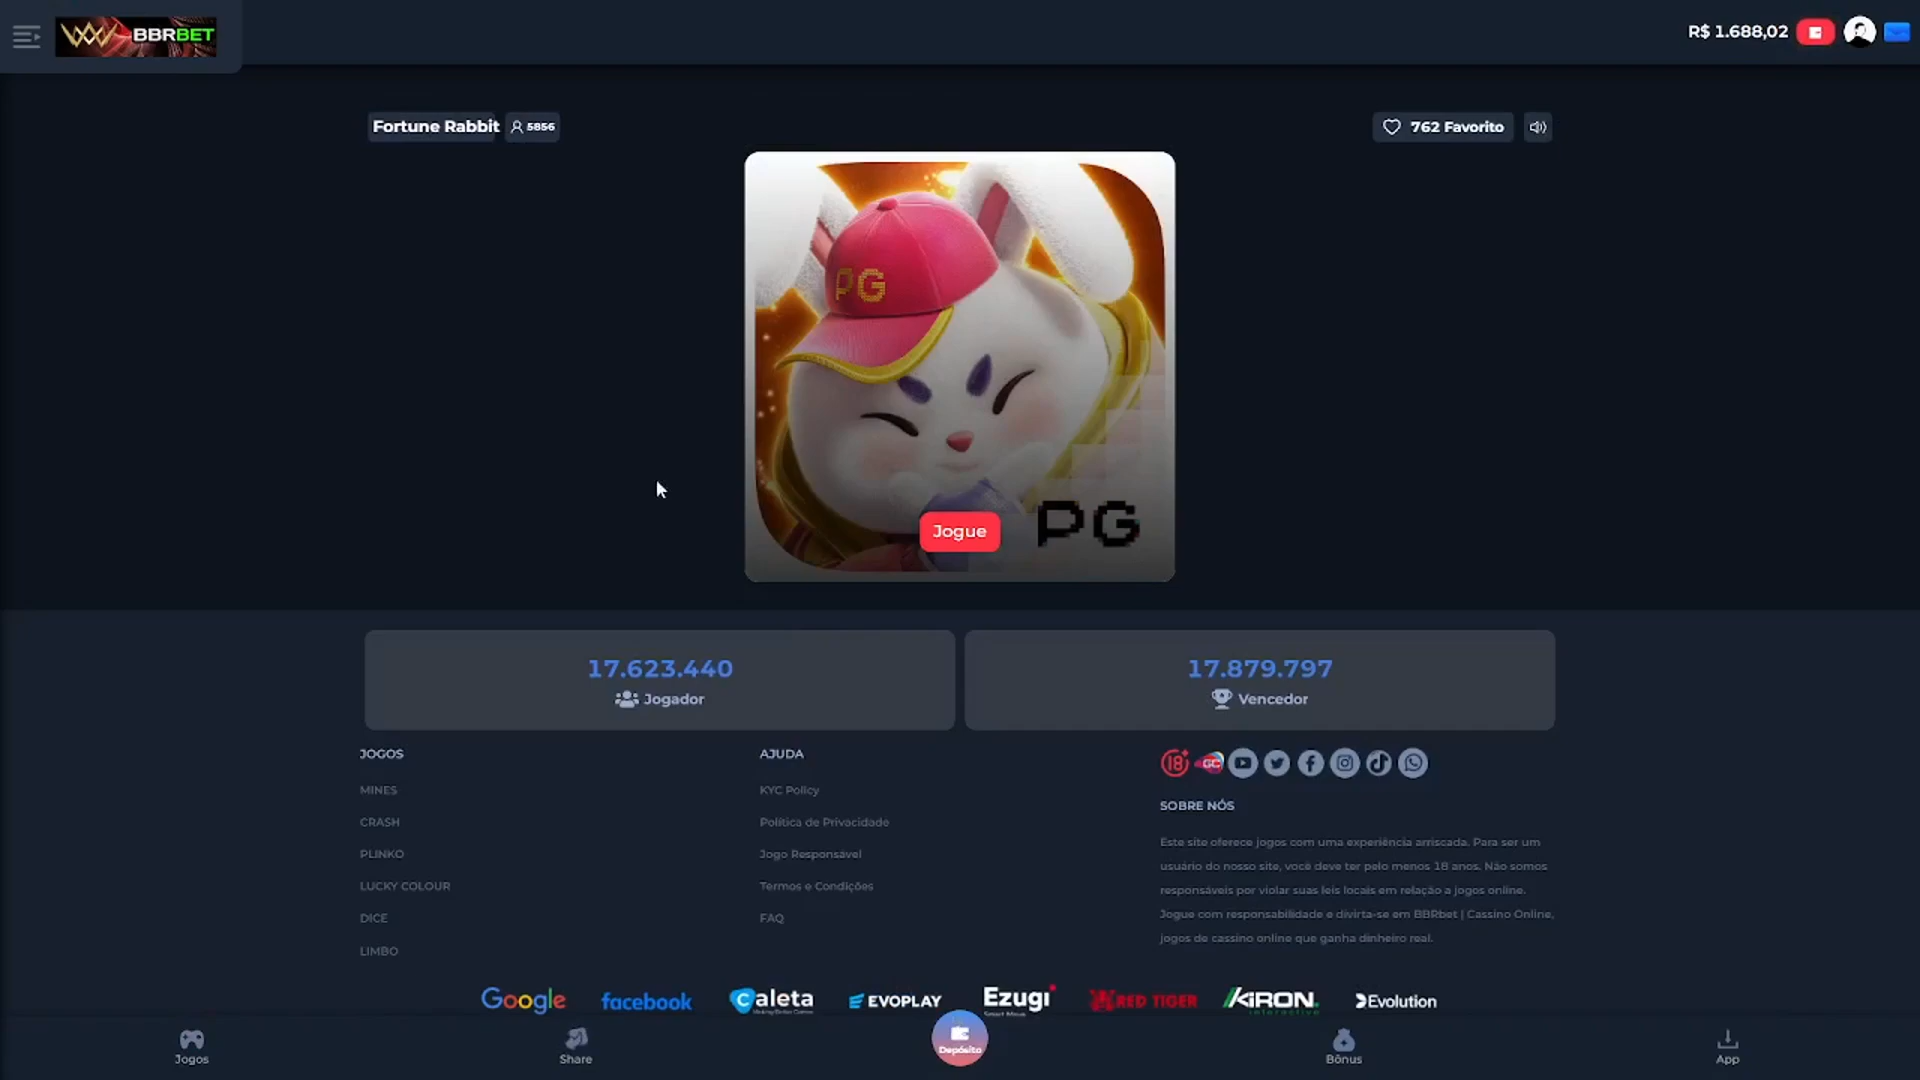 BBRBET
R$ 1.688,02
Fortune Rabbit
5856
762 Favorito
PG
Jogue
PG
17.623.440
Jogador
17.879.797
Vencedor
JOGOS
MINES
CRASH
PLINKO
LUCKY COLOUR
DICE
LIMBO
AJUDA
KYC Policy
Política de Privacidade
Jogo Responsável
Termos e Condições
FAQ
18+
GC
SOBRE NÓS
Este site oferece jogos com uma experiência arriscada. Para ser um
usuário do nosso site, você deve ter pelo menos 18 anos. Não somos
responsáveis por violar suas leis locais em relação a jogos online.
Jogue com responsabilidade e divirta-se em BBRbet | Cassino Online,
jogos de cassino online que ganha dinheiro real.
Google
facebook
Caleta
EVOPLAY
Ezugi
RED TIGER
KIRON
interactive
Evolution
Jogos
Share
Depósito
Bônus
App